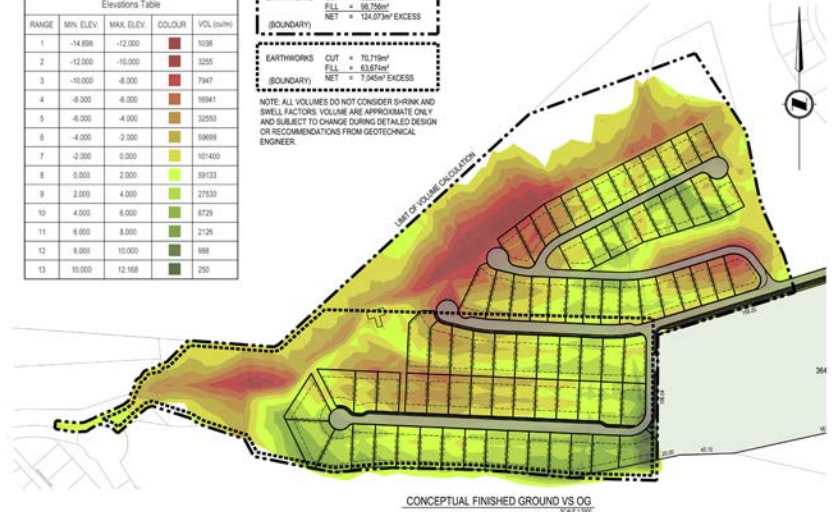 Elevations Table
RANGE MIN. ELEV. MAX. ELEV. COLOUR VOL (cu/m)
1 -14.698 -12.000 1038
2 -12.000 -10.000 3255
3 -10.000 -8.000 7947
4 -8.000 -6.000 16941
5 -6.000 -4.000 32550
6 -4.000 -2.000 59699
7 -2.000 0.000 101400
8 0.000 2.000 59133
9 2.000 4.000 27530
10 4.000 6.000 8729
11 6.000 8.000 2126
12 8.000 10.000 988
13 10.000 12.168 250
FILL = 98,756m³
NET = 124,073m³ EXCESS
(BOUNDARY)
EARTHWORKS CUT = 70,719m³
FILL = 63,674m³
(BOUNDARY) NET = 7,045m³ EXCESS
NOTE: ALL VOLUMES DO NOT CONSIDER SHRINK AND
SWELL FACTORS. VOLUME ARE APPROXIMATE ONLY
AND SUBJECT TO CHANGE DURING DETAILED DESIGN
OR RECOMMENDATIONS FROM GEOTECHNICAL
ENGINEER.
LIMIT OF VOLUME CALCULATION
364
20.00
45.10
CONCEPTUAL FINISHED GROUND VS OG